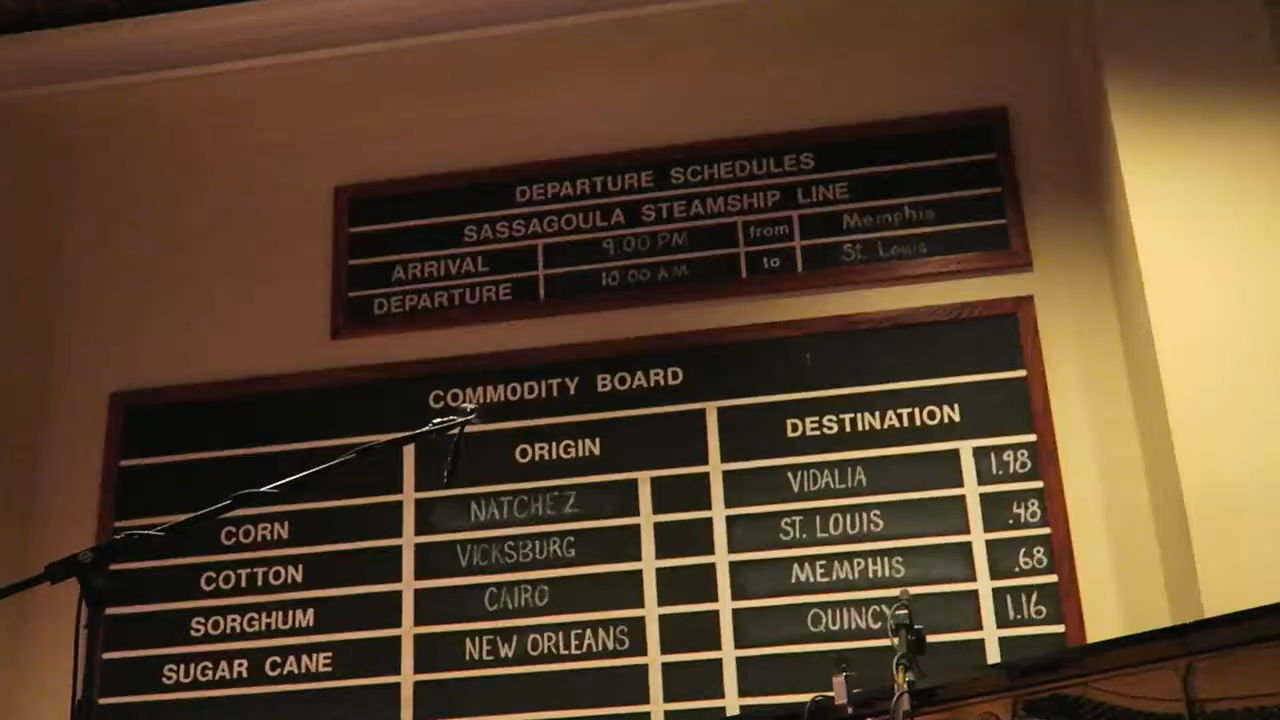 DEPARTURE SCHEDULES
SASSAGOULA STEAMSHIP LINE
ARRIVAL 9:00 PM from Memphis
DEPARTURE 10:00 AM to St. Louis
COMMODITY BOARD
ORIGIN DESTINATION
CORN NATCHEZ VIDALIA 1.98
COTTON VICKSBURG ST. LOUIS .48
SORGHUM CAIRO MEMPHIS .68
SUGAR CANE NEW ORLEANS QUINCY 1.16